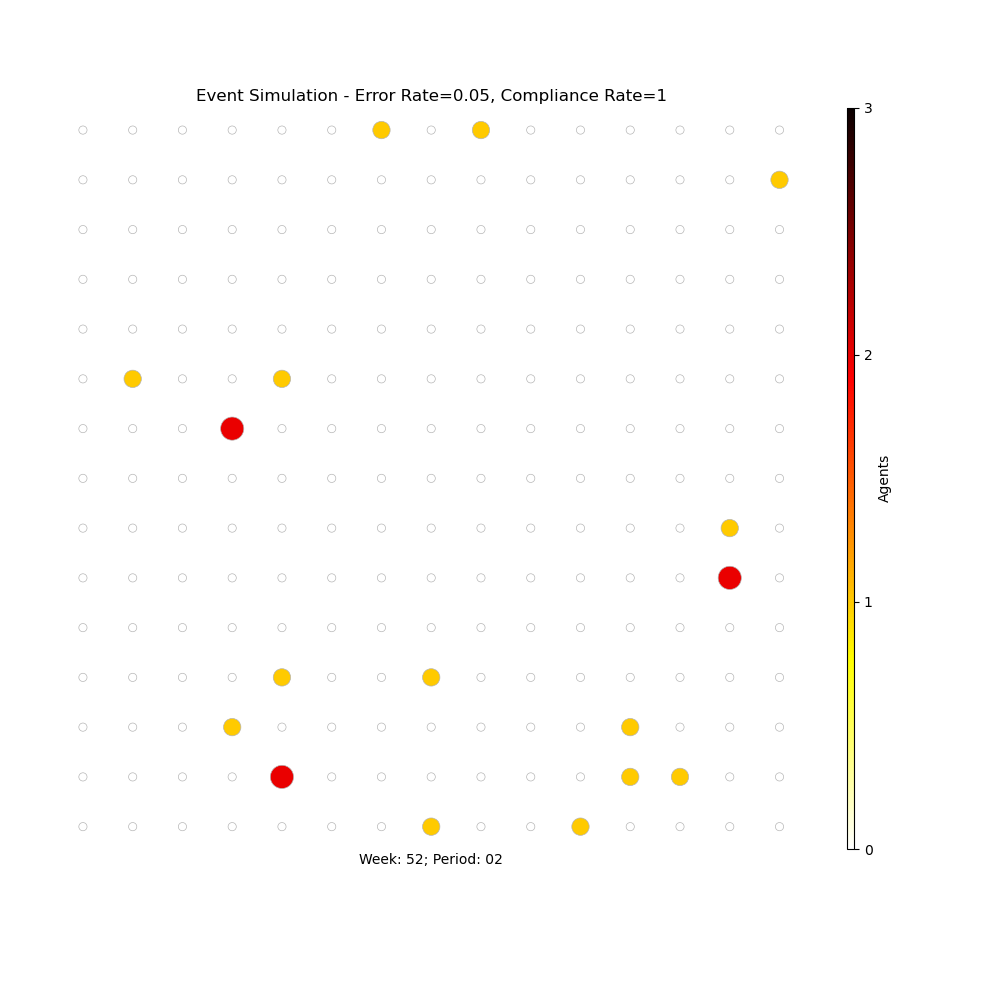 Event Simulation - Error Rate=0.05, Compliance Rate=1
3
2
Agents
1
0
Week: 52; Period: 02